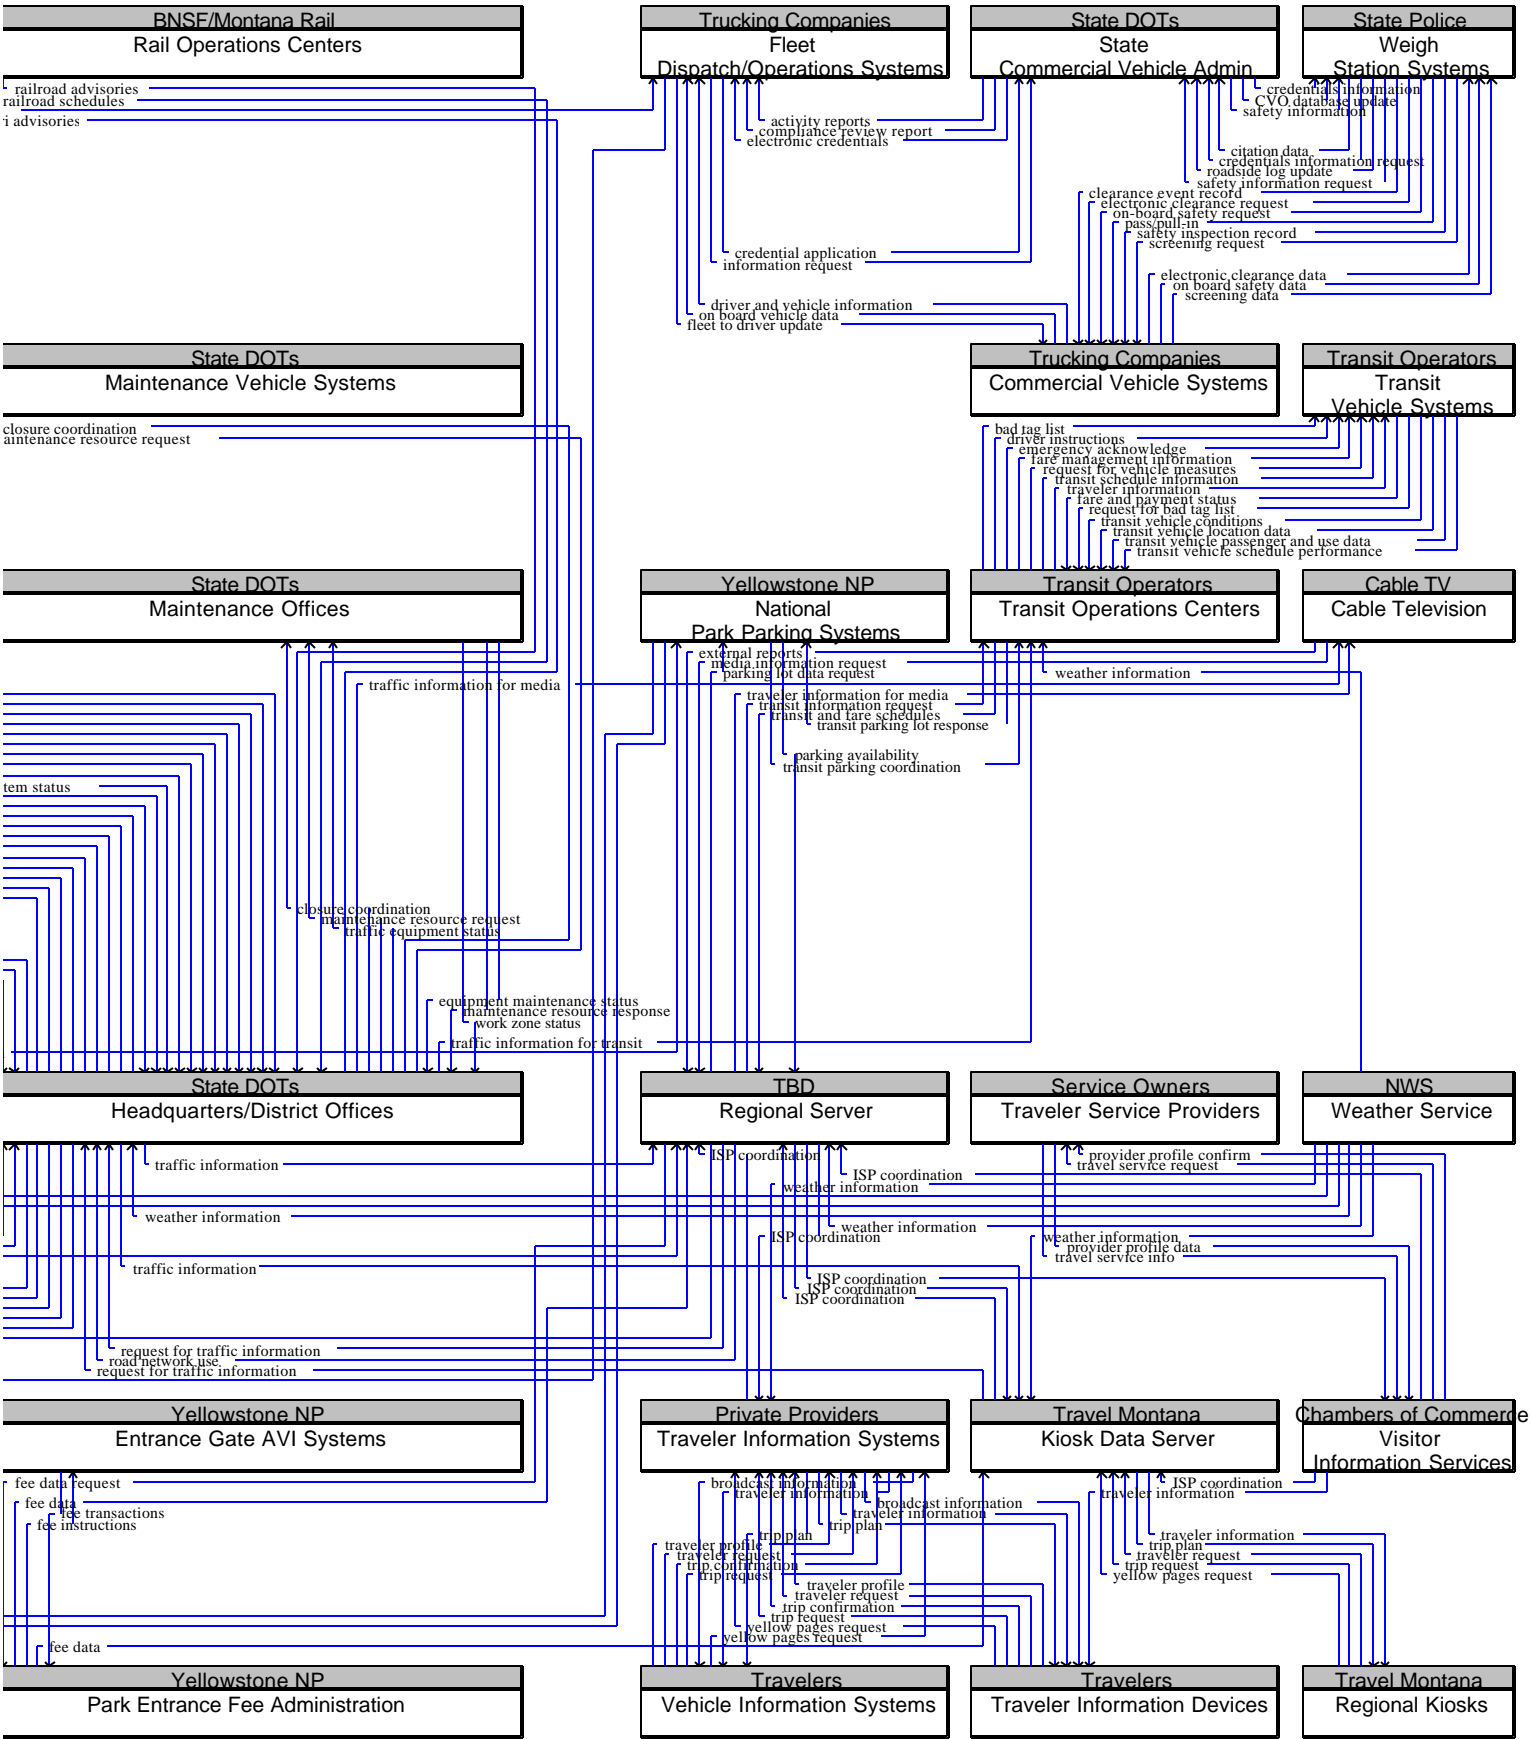 BNSF/Montana Rail
Rail Operations Centers
Trucking Companies
Fleet
Dispatch/Operations Systems
State DOTs
State
Commercial Vehicle Admin
State Police
Weigh
Station Systems
railroad advisories
railroad schedules
i advisories
credentials information
CVO database update
safety information
activity reports
compliance review report
electronic credentials
citation data
credentials information request
roadside log update
safety information request
clearance event record
electronic clearance request
on-board safety request
pass/pull-in
safety inspection record
screening request
credential application
information request
electronic clearance data
on board safety data
screening data
driver and vehicle information
on board vehicle data
fleet to driver update
State DOTs
Maintenance Vehicle Systems
Trucking Companies
Commercial Vehicle Systems
Transit Operators
Transit
Vehicle Systems
closure coordination
aintenance resource request
bad tag list
driver instructions
emergency acknowledge
fare management information
request for vehicle measures
transit schedule information
traveler information
fare and payment status
request for bad tag list
transit vehicle conditions
transit vehicle location data
transit vehicle passenger and use data
transit vehicle schedule performance
State DOTs
Maintenance Offices
Yellowstone NP
National
Park Parking Systems
Transit Operators
Transit Operations Centers
Cable TV
Cable Television
external reports
media information request
parking lot data request
weather information
traffic information for media
traveler information for media
transit information request
transit and fare schedules
transit parking lot response
parking availability
transit parking coordination
tem status
closure coordination
maintenance resource request
traffic equipment status
equipment maintenance status
maintenance resource response
work zone status
traffic information for transit
State DOTs
Headquarters/District Offices
TBD
Regional Server
Service Owners
Traveler Service Providers
NWS
Weather Service
ISP coordination
provider profile confirm
travel service request
traffic information
ISP coordination
weather information
weather information
weather information
ISP coordination
weather information
provider profile data
travel service info
traffic information
ISP coordination
ISP coordination
ISP coordination
request for traffic information
road network use
request for traffic information
Yellowstone NP
Entrance Gate AVI Systems
Private Providers
Traveler Information Systems
Travel Montana
Kiosk Data Server
Chambers of Commerce
Visitor
Information Services
fee data request
fee data
fee transactions
fee instructions
broadcast information
traveler information
broadcast information
traveler information
trip plan
ISP coordination
traveler information
trip plan
traveler profile
traveler request
trip confirmation
trip request
traveler information
trip plan
traveler request
trip request
yellow pages request
traveler profile
traveler request
trip confirmation
trip request
yellow pages request
yellow pages request
fee data
Yellowstone NP
Park Entrance Fee Administration
Travelers
Vehicle Information Systems
Travelers
Traveler Information Devices
Travel Montana
Regional Kiosks